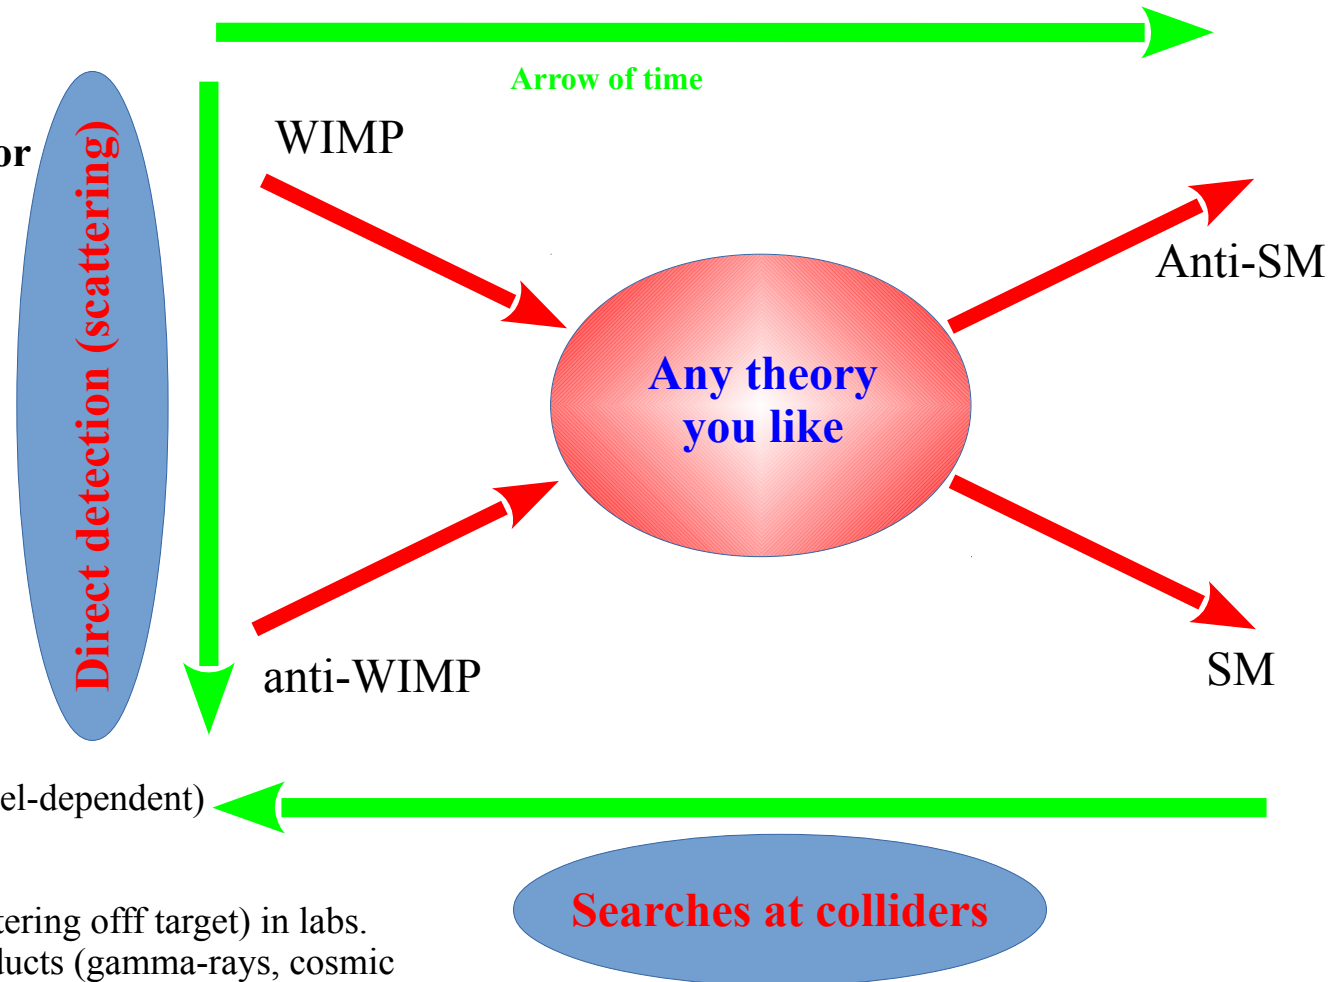 Arrow of time
WIMP
or
Direct detection (scattering)
Anti-SM
Any theory
you like
anti-WIMP
SM
el-dependent)
Searches at colliders
tering offf target) in labs.
ducts (gamma-rays, cosmic